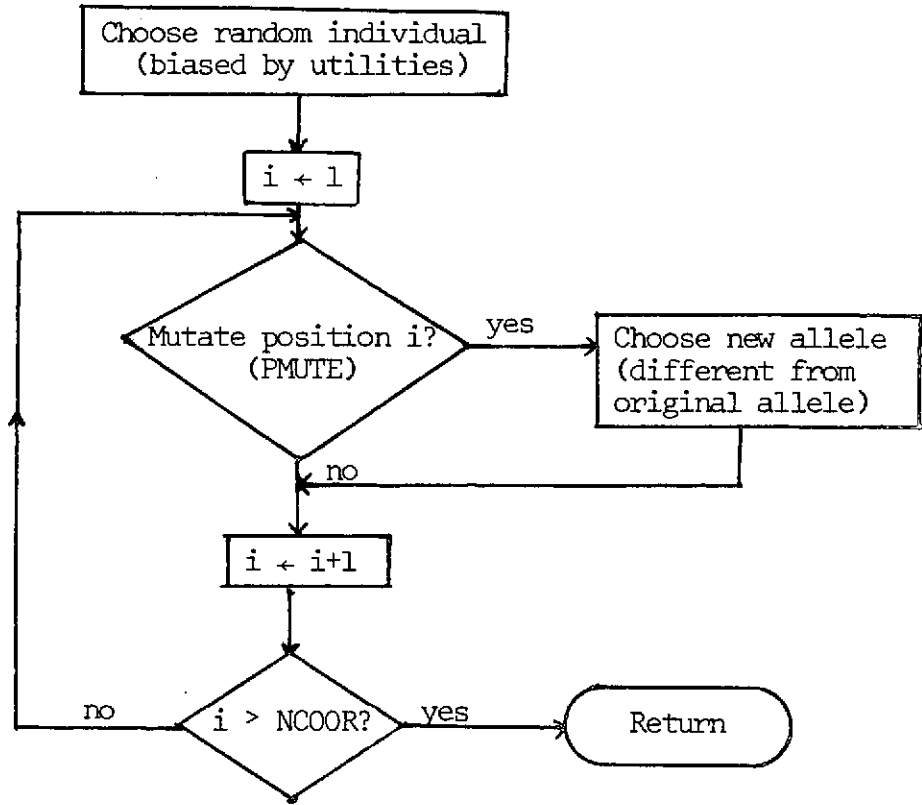 Choose random individual
(biased by utilities)
i ← 1
Mutate position i?
(PMUTE)
yes
Choose new allele
(different from
original allele)
no
i ← i+1
i > NCOOR?
no
yes
Return